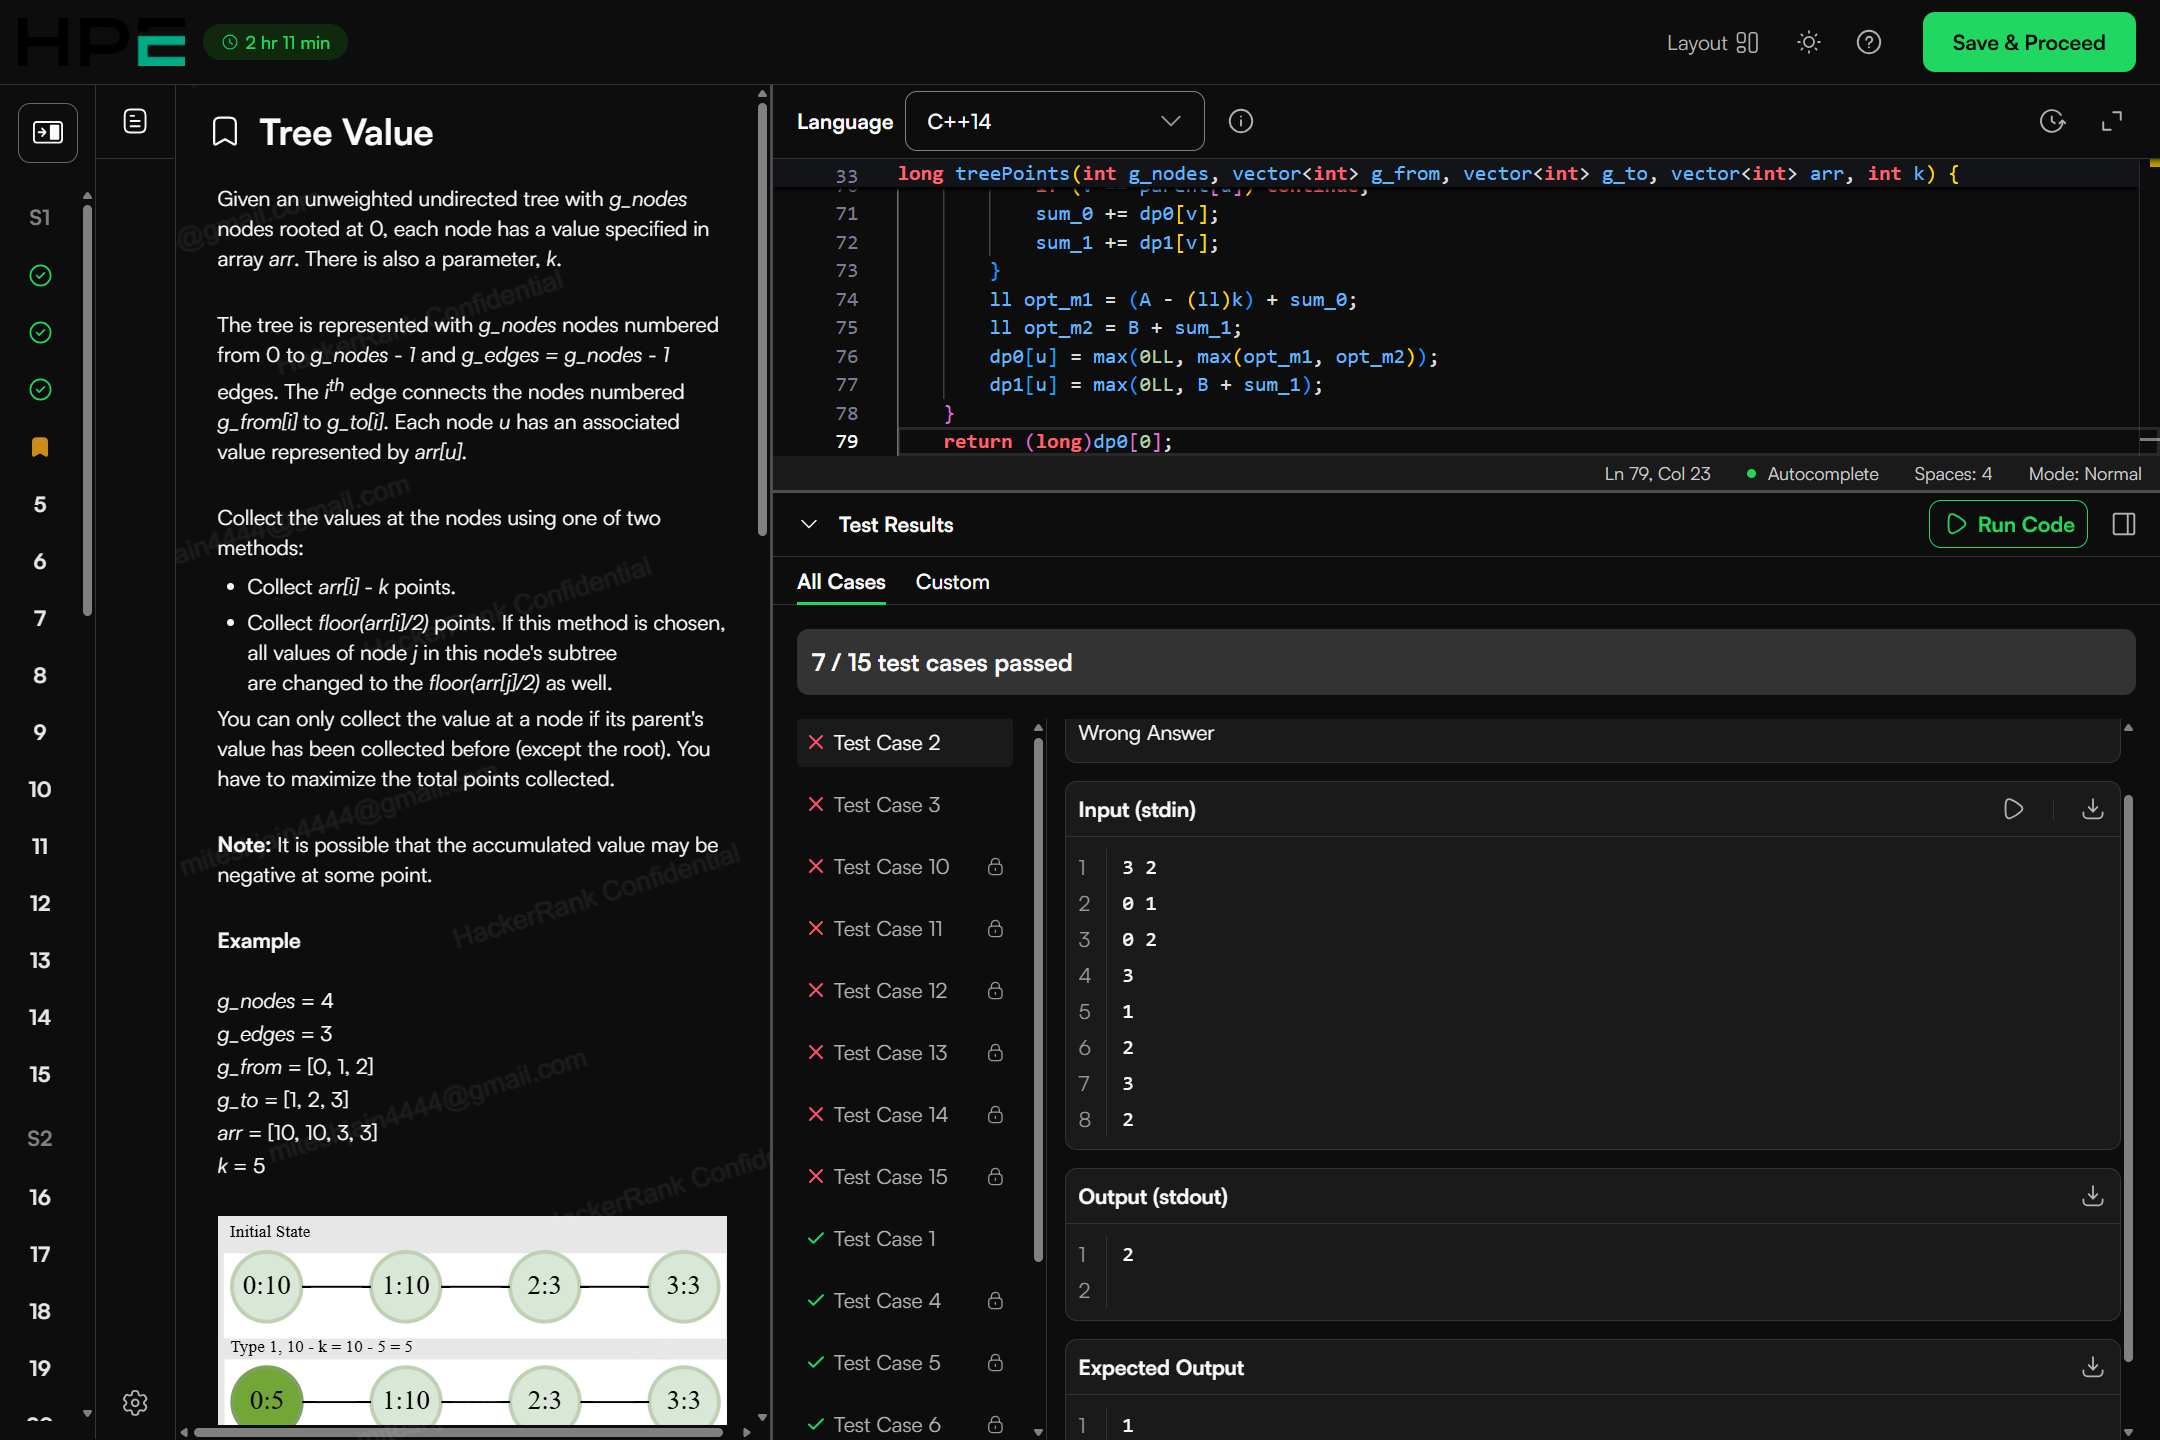 HPE
2 hr 11 min
Layout
Save & Proceed
S1
5
6
7
8
9
10
11
12
13
14
15
S2
16
17
18
19
Tree Value
Given an unweighted undirected tree with g_nodes
nodes rooted at 0, each node has a value specified in
array arr. There is also a parameter, k.
The tree is represented with g_nodes nodes numbered
from 0 to g_nodes - 1 and g_edges = g_nodes - 1
edges. The ith edge connects the nodes numbered
g_from[i] to g_to[i]. Each node u has an associated
value represented by arr[u].
Collect the values at the nodes using one of two
methods:
• Collect arr[i] - k points.
• Collect floor(arr[i]/2) points. If this method is chosen,
all values of node j in this node's subtree
are changed to the floor(arr[j]/2) as well.
You can only collect the value at a node if its parent's
value has been collected before (except the root). You
have to maximize the total points collected.
Note: It is possible that the accumulated value may be
negative at some point.
Example
g_nodes = 4
g_edges = 3
g_from = [0, 1, 2]
g_to = [1, 2, 3]
arr = [10, 10, 3, 3]
k = 5
Initial State
0:10 1:10 2:3 3:3
Type 1, 10 - k = 10 - 5 = 5
0:5 1:10 2:3 3:3
HackerRank Confidential
Language
C++14
33 long treePoints(int g_nodes, vector<int> g_from, vector<int> g_to, vector<int> arr, int k) {
71 sum_0 += dp0[v];
72 sum_1 += dp1[v];
73 }
74 ll opt_m1 = (A - (ll)k) + sum_0;
75 ll opt_m2 = B + sum_1;
76 dp0[u] = max(0LL, max(opt_m1, opt_m2));
77 dp1[u] = max(0LL, B + sum_1);
78 }
79 return (long)dp0[0];
Ln 79, Col 23
Autocomplete
Spaces: 4
Mode: Normal
Test Results
Run Code
All Cases
Custom
7 / 15 test cases passed
Test Case 2
Test Case 3
Test Case 10
Test Case 11
Test Case 12
Test Case 13
Test Case 14
Test Case 15
Test Case 1
Test Case 4
Test Case 5
Test Case 6
Wrong Answer
Input (stdin)
1 3 2
2 0 1
3 0 2
4 3
5 1
6 2
7 3
8 2
Output (stdout)
1 2
2
Expected Output
1 1